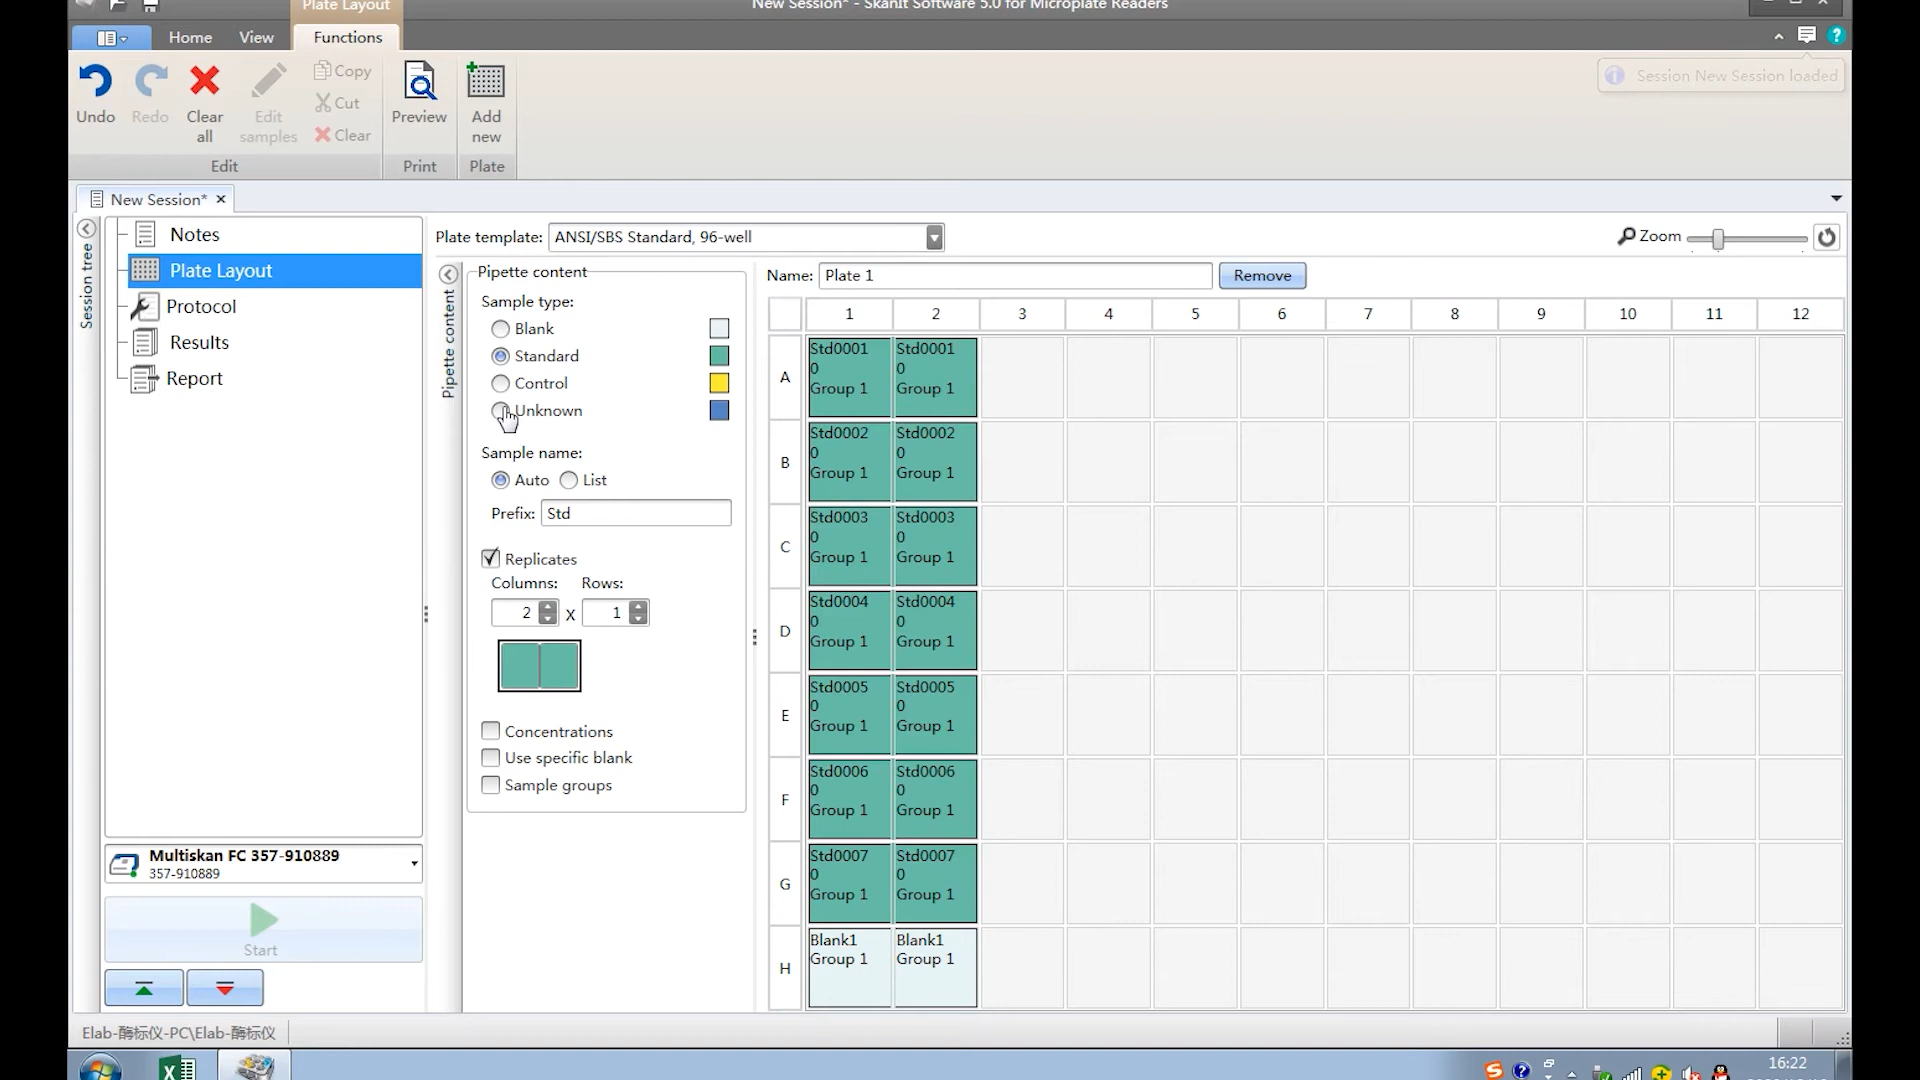 Plate Layout
New Session* - SkanIt Software 5.0 for Microplate Readers
Home View Functions
Undo Redo Clear all Edit samples Copy Cut Clear Preview Add new
Edit Print Plate
Session New Session loaded
New Session*
Session tree
Notes
Plate Layout
Protocol
Results
Report
Multiskan FC 357-910889
357-910889
Start
Plate template: ANSI/SBS Standard, 96-well
Zoom
Pipette content
Pipette content
Sample type:
Blank
Standard
Control
Unknown
Sample name:
Auto List
Prefix: Std
Replicates
Columns: Rows:
2 X 1
Concentrations
Use specific blank
Sample groups
Name: Plate 1 Remove
1 2 3 4 5 6 7 8 9 10 11 12
A
Std0001 Std0001
0 0
Group 1 Group 1
B
Std0002 Std0002
0 0
Group 1 Group 1
C
Std0003 Std0003
0 0
Group 1 Group 1
D
Std0004 Std0004
0 0
Group 1 Group 1
E
Std0005 Std0005
0 0
Group 1 Group 1
F
Std0006 Std0006
0 0
Group 1 Group 1
G
Std0007 Std0007
0 0
Group 1 Group 1
H
Blank1 Blank1
Group 1 Group 1
Elab-酶标仪-PC\Elab-酶标仪
16:22